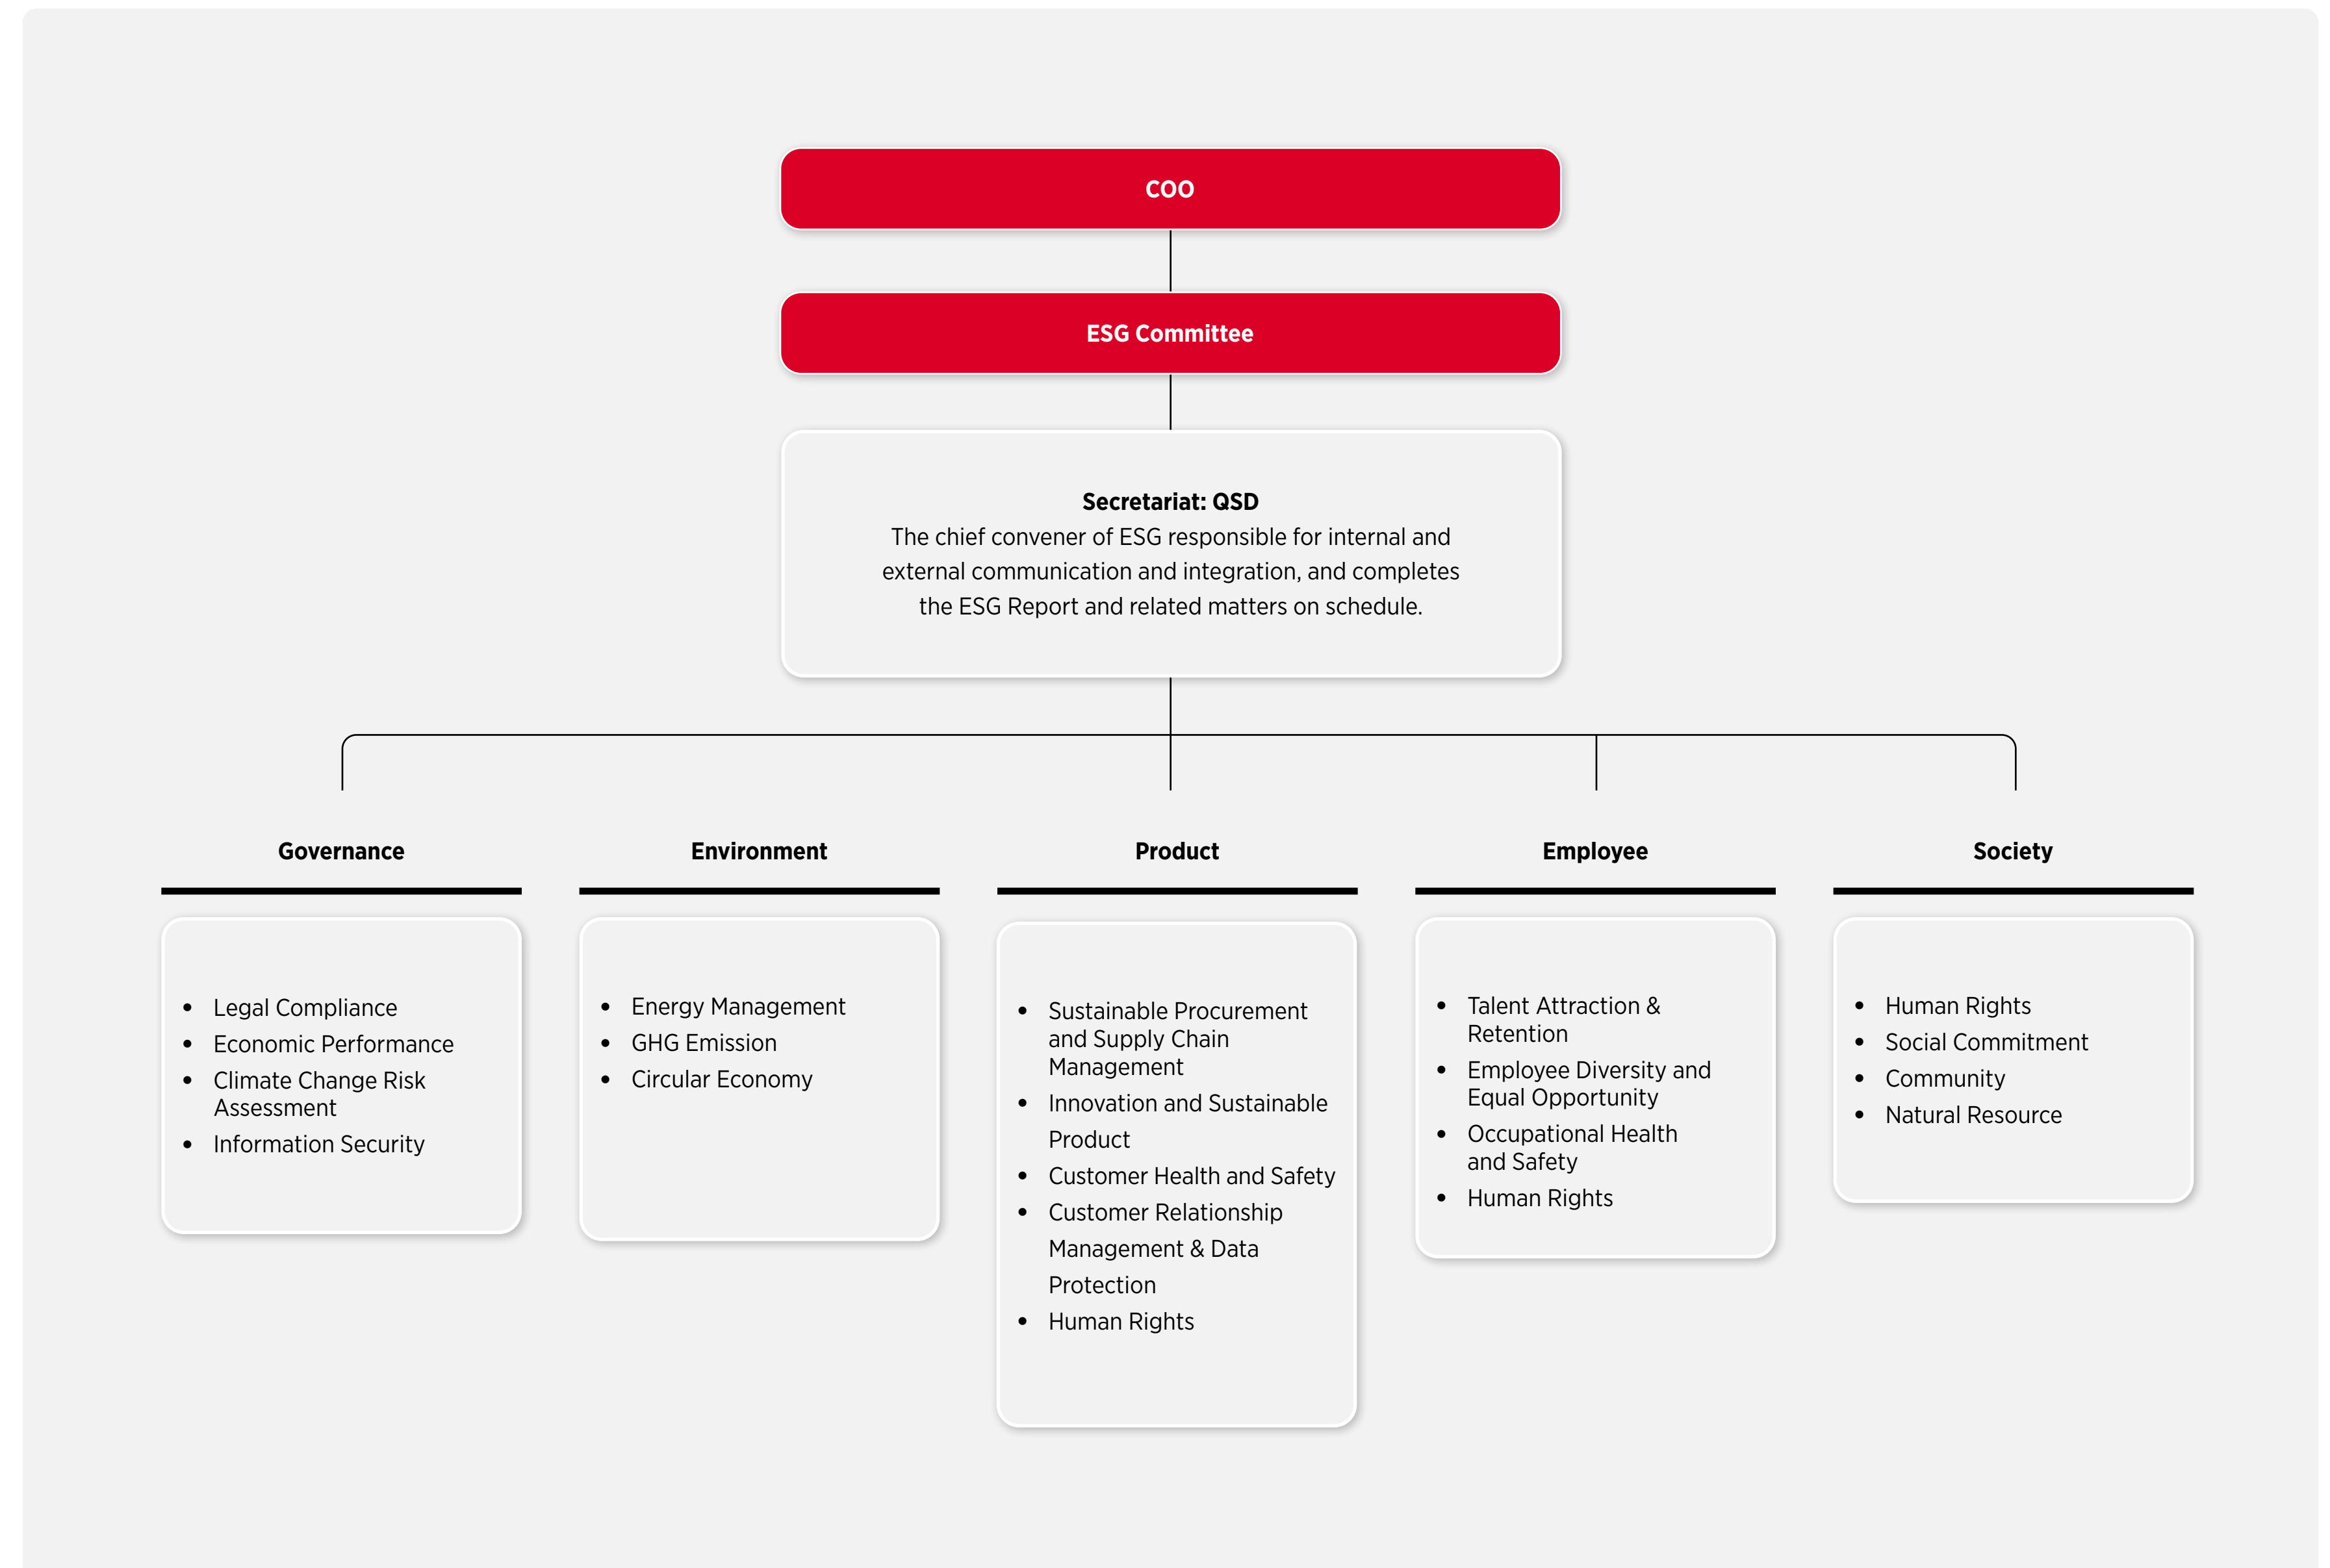 COO
ESG Committee
Secretariat: QSD
The chief convener of ESG responsible for internal and
external communication and integration, and completes
the ESG Report and related matters on schedule.
Governance
• Legal Compliance
• Economic Performance
• Climate Change Risk
Assessment
• Information Security
Environment
• Energy Management
• GHG Emission
• Circular Economy
Product
• Sustainable Procurement
and Supply Chain
Management
• Innovation and Sustainable
Product
• Customer Health and Safety
• Customer Relationship
Management & Data
Protection
• Human Rights
Employee
• Talent Attraction &
Retention
• Employee Diversity and
Equal Opportunity
• Occupational Health
and Safety
• Human Rights
Society
• Human Rights
• Social Commitment
• Community
• Natural Resource